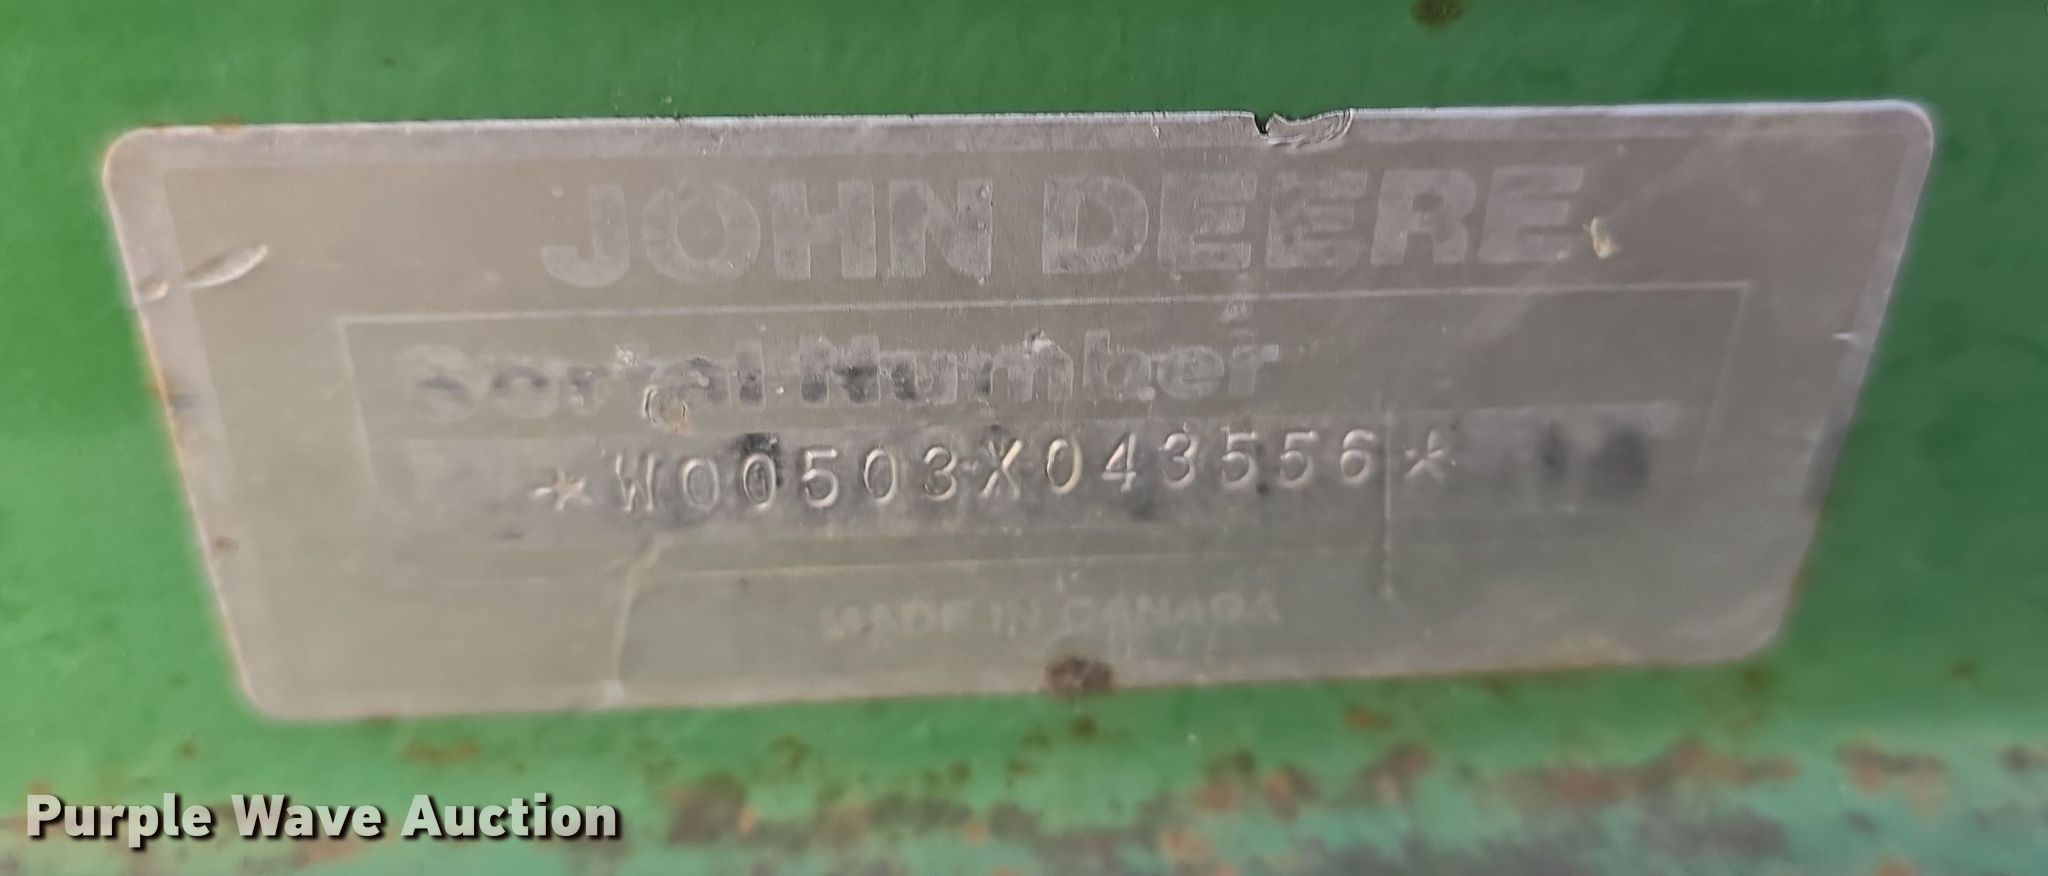 JOHN DEERE
Serial Number
*W00503X043556*
MADE IN CANADA
Purple Wave Auction